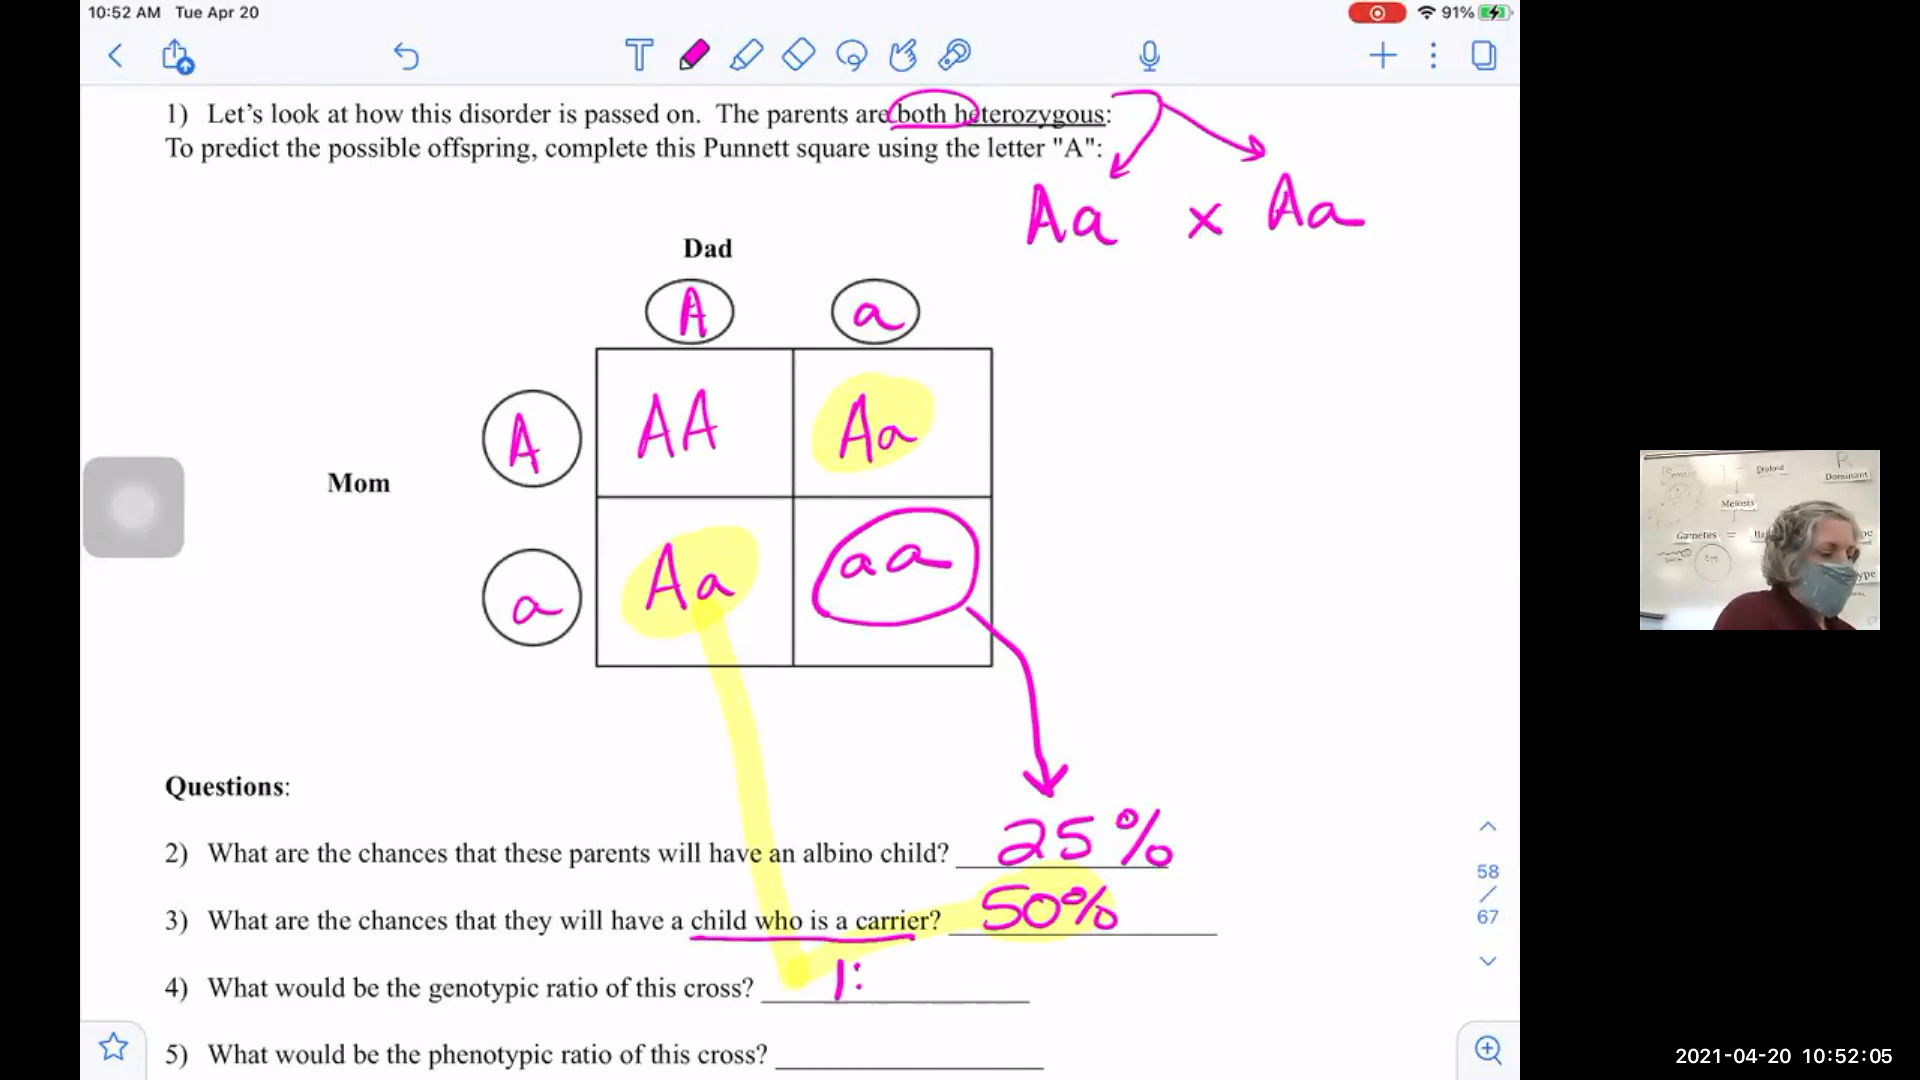 10:52 AM Tue Apr 20
91%
1) Let's look at how this disorder is passed on. The parents are both heterozygous:
To predict the possible offspring, complete this Punnett square using the letter "A":
Aa x Aa
Dad
A a
A AA Aa
Mom
a Aa aa
Questions:
2) What are the chances that these parents will have an albino child? 25%
3) What are the chances that they will have a child who is a carrier? 50%
4) What would be the genotypic ratio of this cross? 1:
5) What would be the phenotypic ratio of this cross?
58
/
67
Diploid
Dominant
Meiosis
Gametes =
2021-04-20 10:52:05